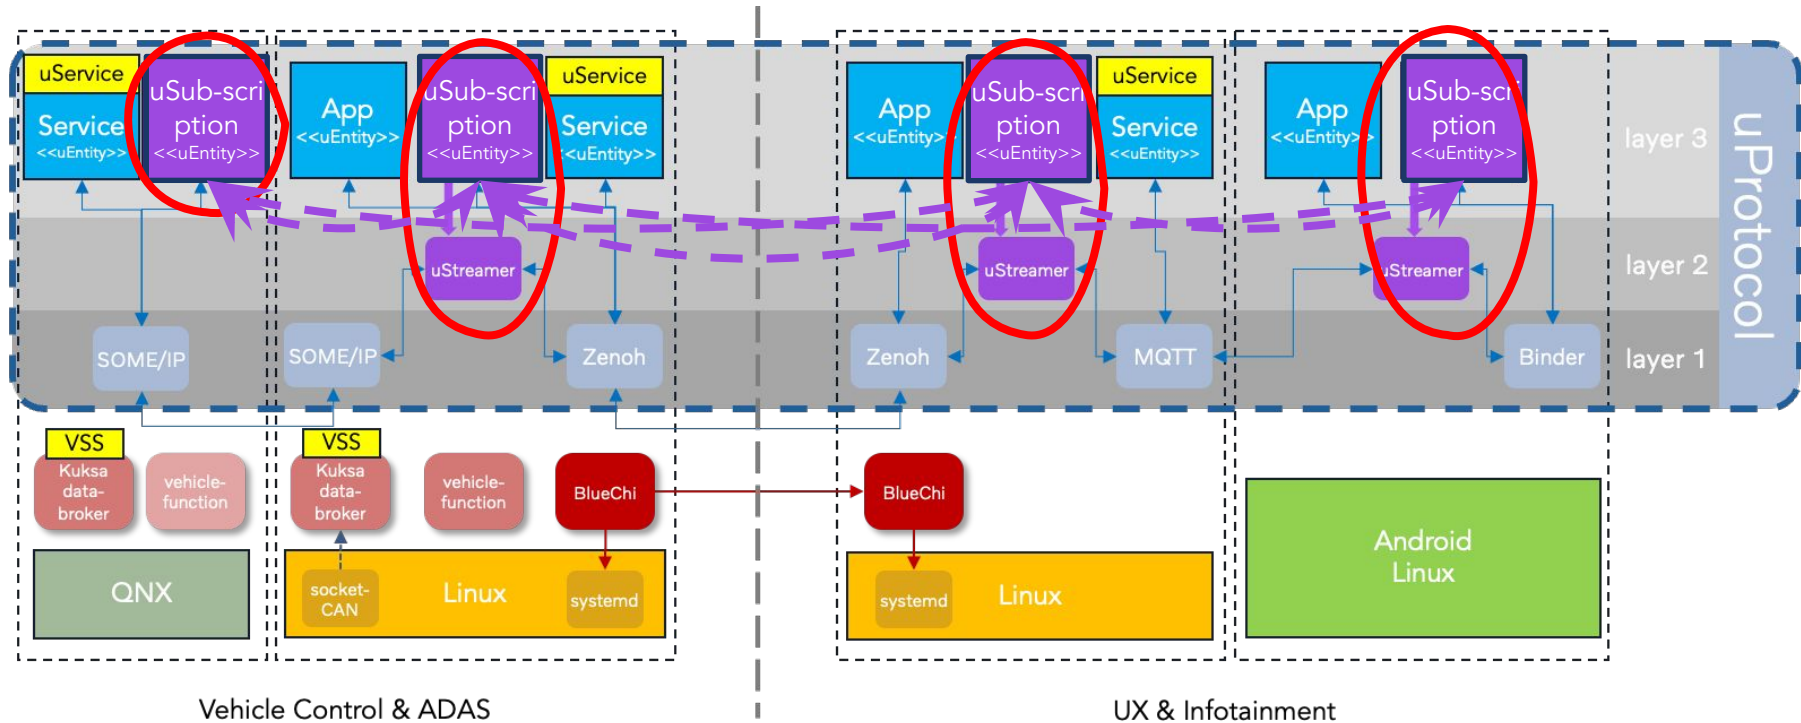 uService
Service
<<uEntity>>
uSub-scri
ption
<<uEntity>>
App
<<uEntity>>
uSub-scri
ption
<<uEntity>>
uService
Service
<<uEntity>>
App
<<uEntity>>
uSub-scri
ption
<<uEntity>>
uService
Service
<<uEntity>>
App
<<uEntity>>
uSub-scri
ption
<<uEntity>>
layer 3
uProtocol
uStreamer
uStreamer
uStreamer
layer 2
SOME/IP
SOME/IP
Zenoh
Zenoh
MQTT
Binder
layer 1
VSS
Kuksa
data-
broker
vehicle-
function
VSS
Kuksa
data-
broker
vehicle-
function
BlueChi
BlueChi
QNX
socket-
CAN
Linux
systemd
systemd
Linux
Android
Linux
Vehicle Control & ADAS
UX & Infotainment